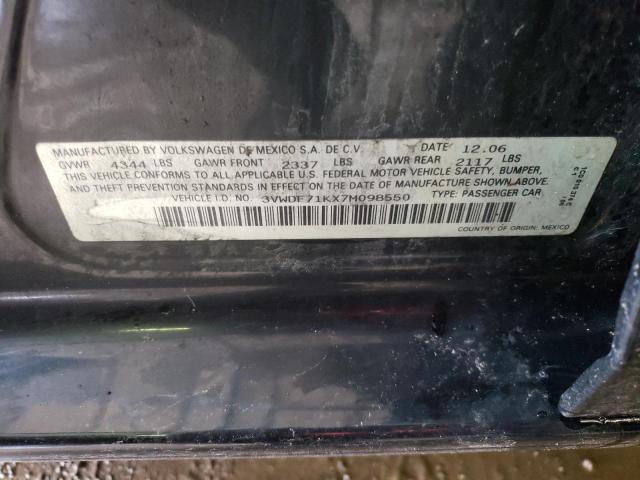 MANUFACTURED BY VOLKSWAGEN DE MEXICO S.A. DE C.V. DATE 12.06
GVWR 4344 LBS GAWR FRONT 2337 LBS GAWR REAR 2117 LBS
THIS VEHICLE CONFORMS TO ALL APPLICABLE U.S. FEDERAL MOTOR VEHICLE SAFETY, BUMPER,
AND THEFT PREVENTION STANDARDS IN EFFECT ON THE DATE OF MANUFACTURE SHOWN ABOVE.
VEHICLE I.D: NO. 3VWDF71KX7M098550 TYPE: PASSENGER CAR
COUNTRY OF ORIGIN: MEXICO